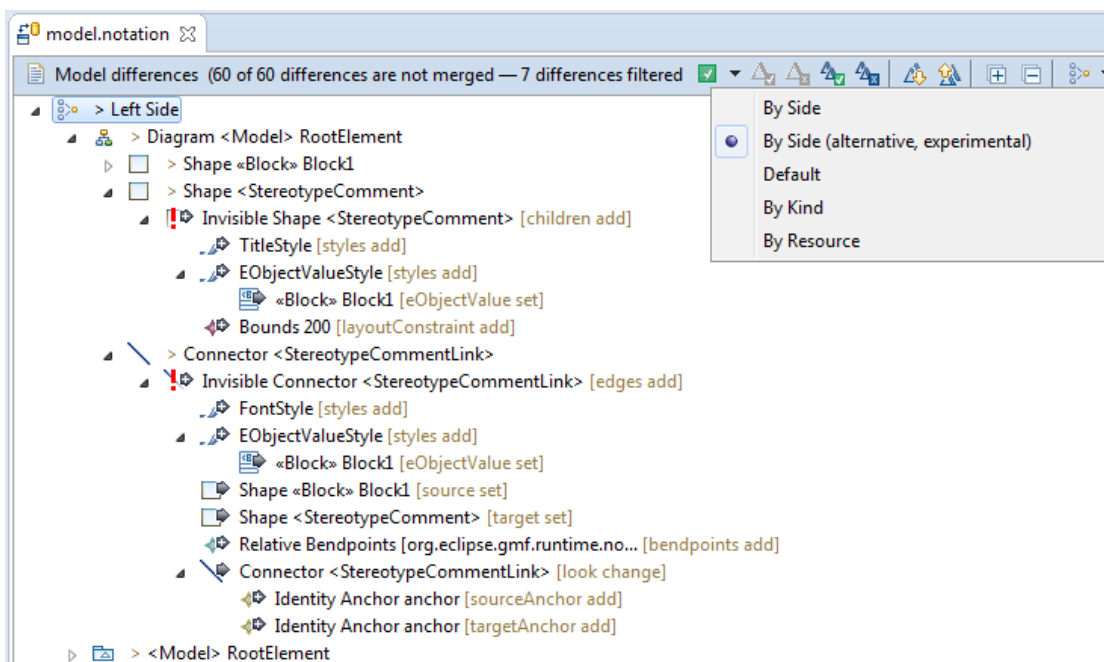 model.notation
Model differences (60 of 60 differences are not merged — 7 differences filtered
By Side
By Side (alternative, experimental)
Default
By Kind
By Resource
> Left Side
> Diagram <Model> RootElement
> Shape «Block» Block1
> Shape <StereotypeComment>
Invisible Shape <StereotypeComment> [children add]
TitleStyle [styles add]
EObjectValueStyle [styles add]
«Block» Block1 [eObjectValue set]
Bounds 200 [layoutConstraint add]
> Connector <StereotypeCommentLink>
Invisible Connector <StereotypeCommentLink> [edges add]
FontStyle [styles add]
EObjectValueStyle [styles add]
«Block» Block1 [eObjectValue set]
Shape «Block» Block1 [source set]
Shape <StereotypeComment> [target set]
Relative Bendpoints [org.eclipse.gmf.runtime.no... [bendpoints add]
Connector <StereotypeCommentLink> [look change]
Identity Anchor anchor [sourceAnchor add]
Identity Anchor anchor [targetAnchor add]
> <Model> RootElement